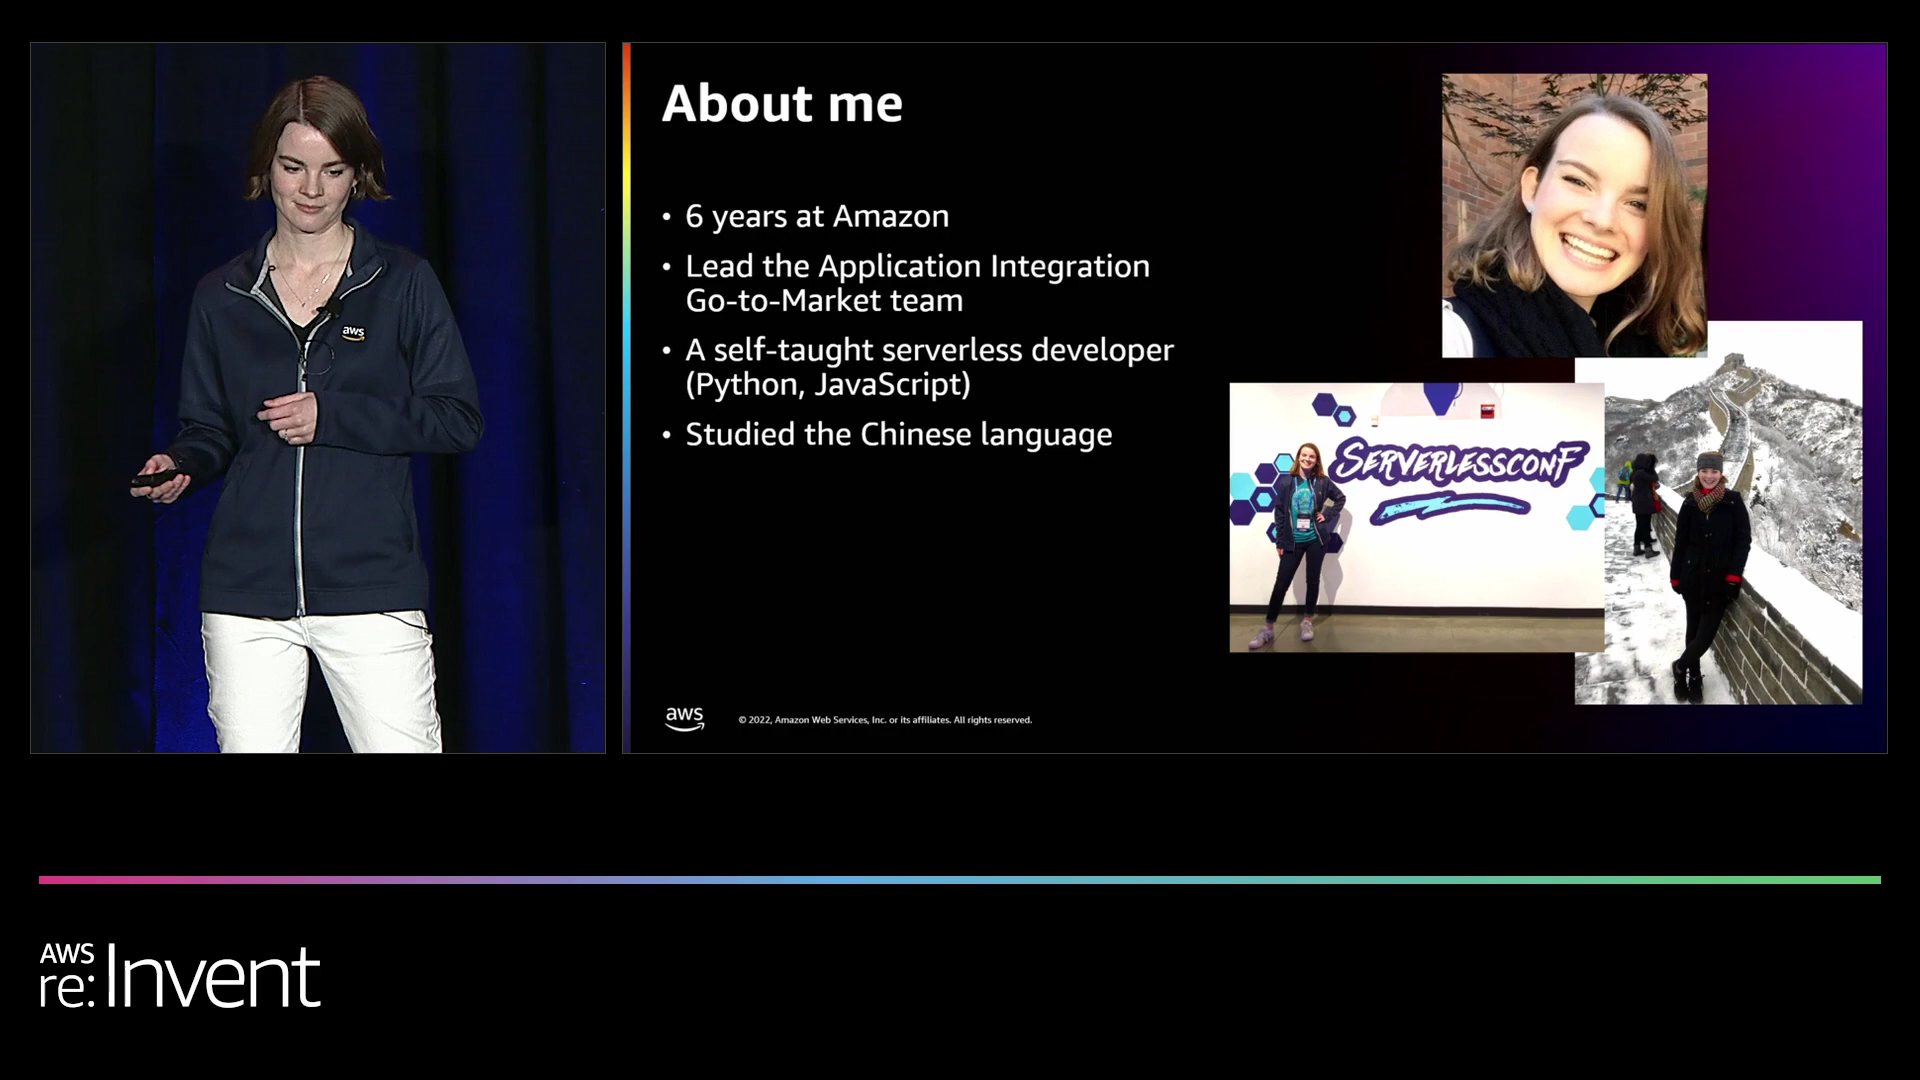 aws
About me
• 6 years at Amazon
• Lead the Application Integration
Go-to-Market team
• A self-taught serverless developer
(Python, JavaScript)
• Studied the Chinese language
SERVERLESSCONF
aws
© 2022, Amazon Web Services, Inc. or its affiliates. All rights reserved.
AWS
re:Invent